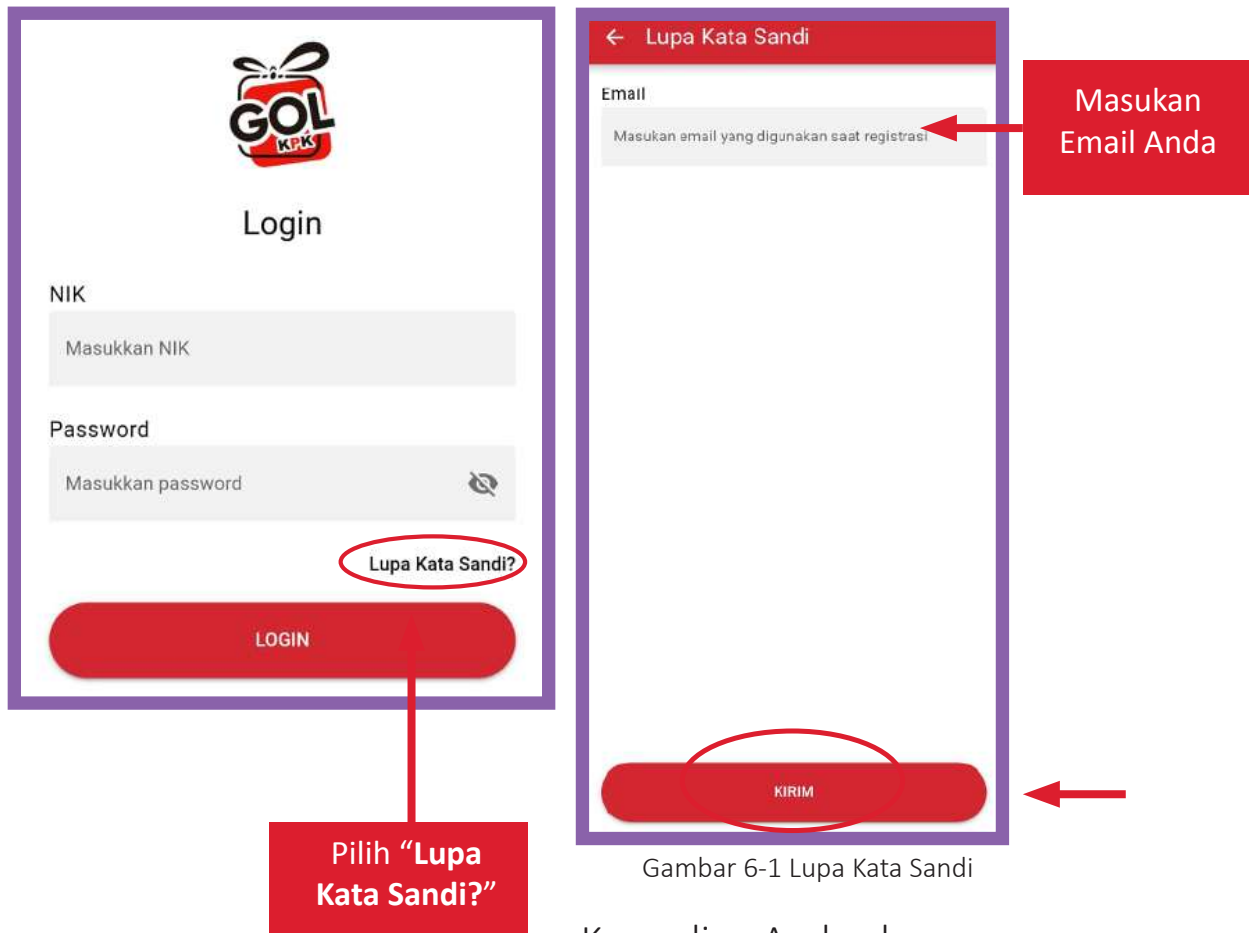 GOL
KPK
Login
NIK
Masukkan NIK
Password
Masukkan password
Lupa Kata Sandi?
LOGIN
Pilih “Lupa
Kata Sandi?”
← Lupa Kata Sandi
Email
Masukan email yang digunakan saat registrasi
Masukan
Email Anda
KIRIM
Gambar 6-1 Lupa Kata Sandi